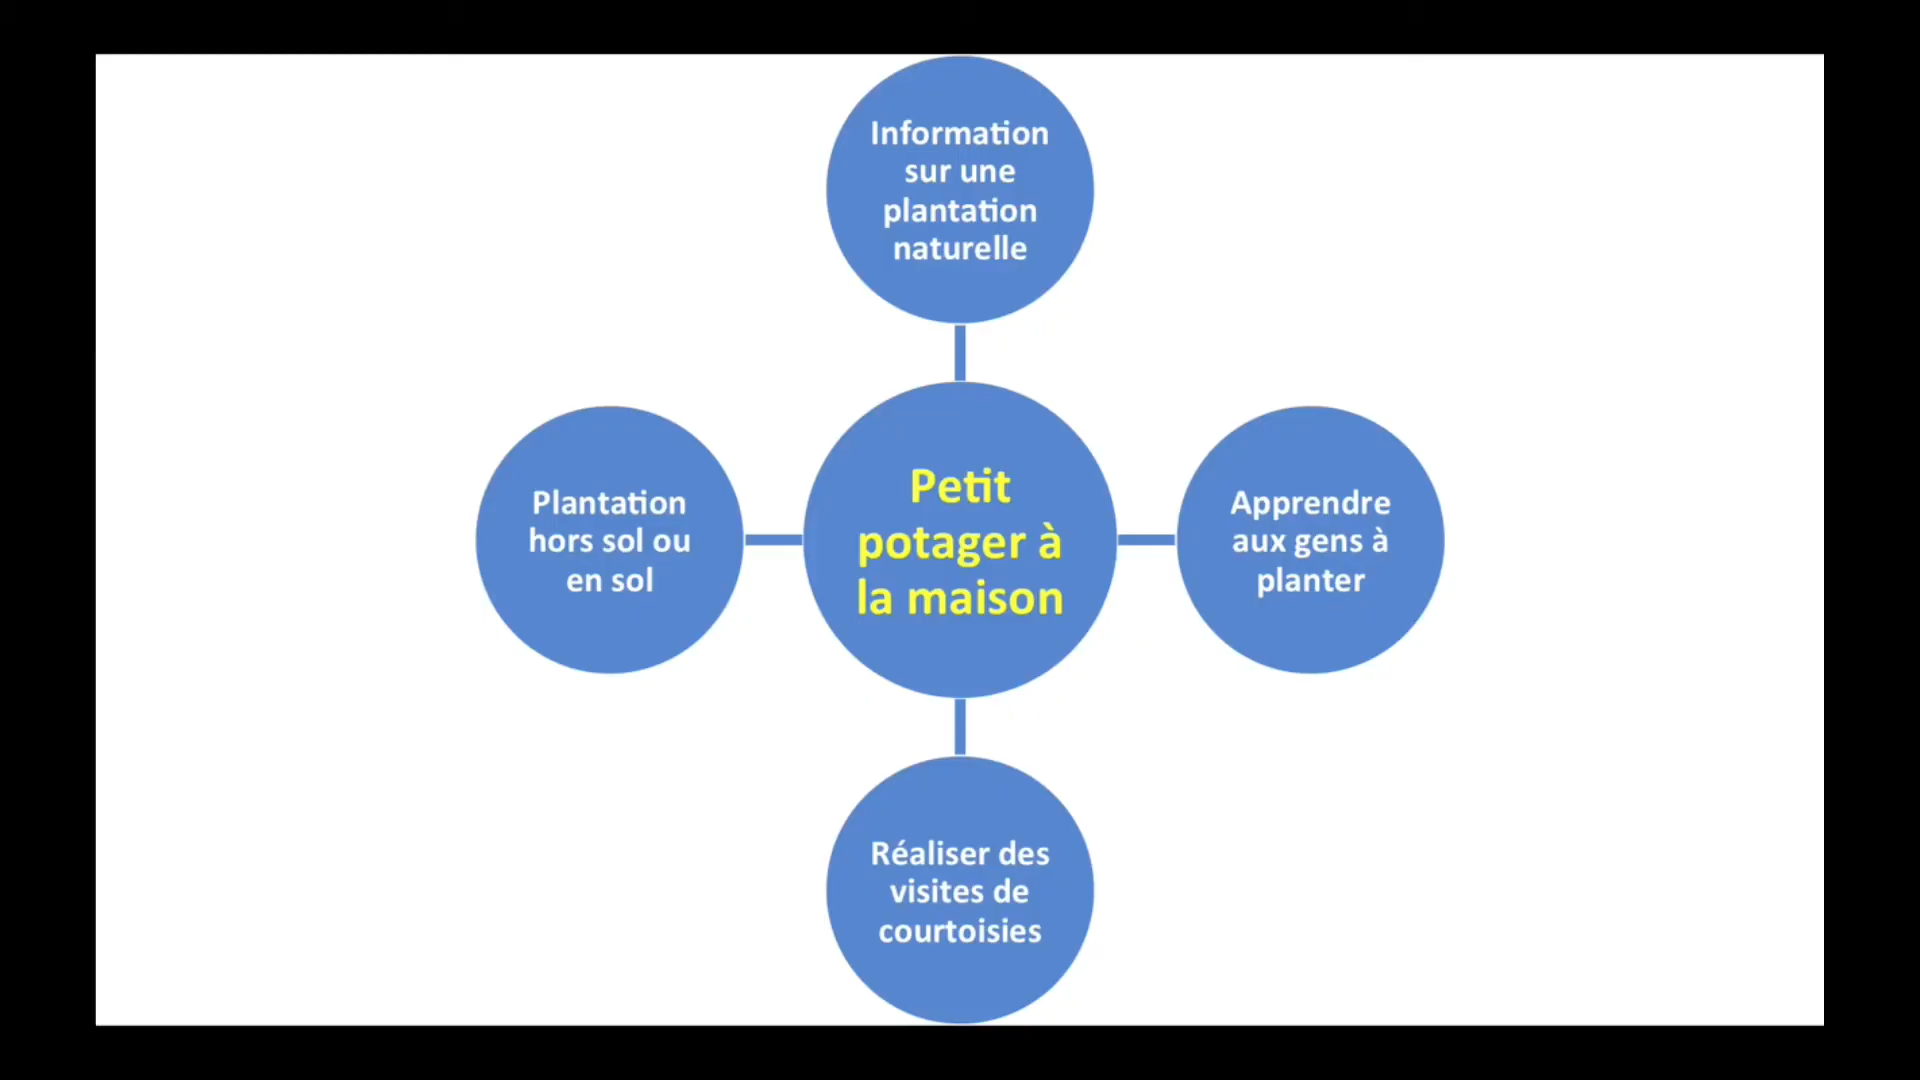 Information
sur une
plantation
naturelle
Plantation
hors sol ou
en sol
Petit
potager à
la maison
Apprendre
aux gens à
planter
Réaliser des
visites de
courtoisies